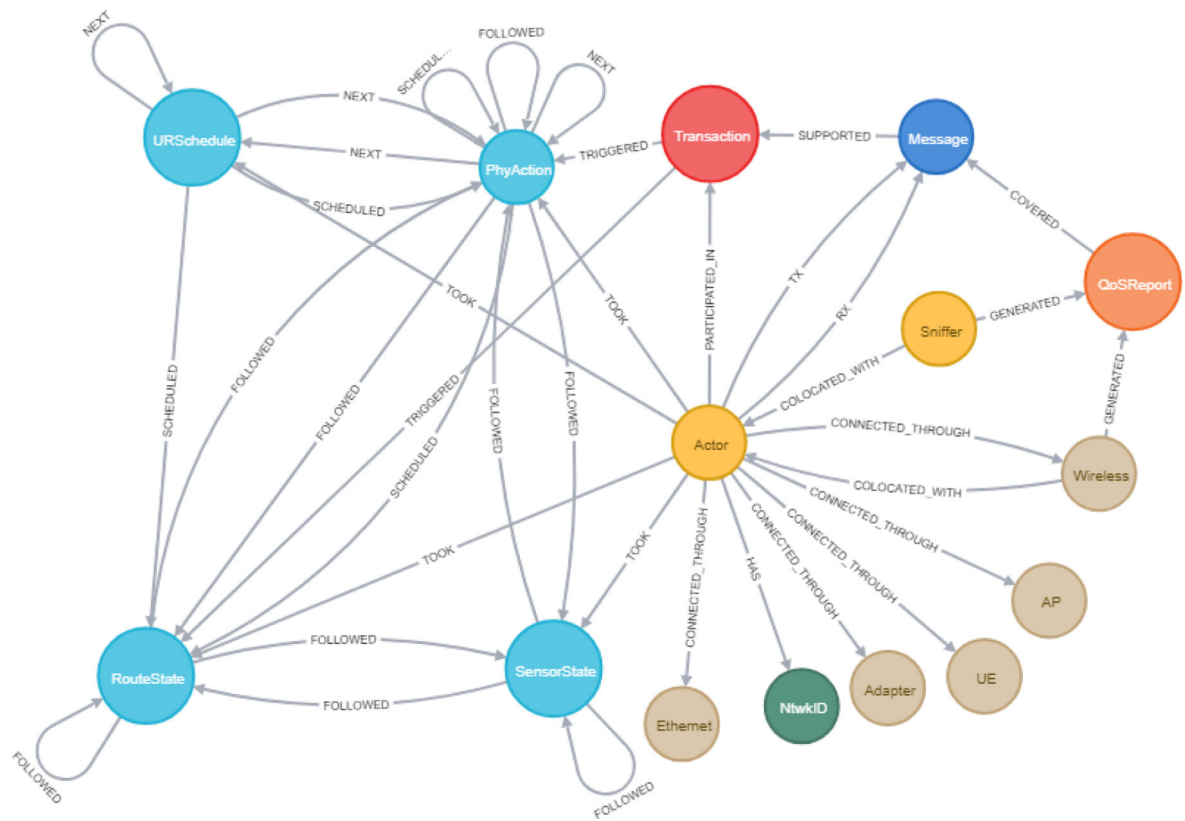 NEXT
FOLLOWED
SCHEDUL...
NEXT
NEXT
URSchedule
NEXT
PhyAction
TRIGGERED
Transaction
SUPPORTED
Message
SCHEDULED
COVERED
TOOK
TOOK
PARTICIPATED_IN
TX
RX
QoSReport
GENERATED
Sniffer
GENERATED
COLOCATED_WITH
SCHEDULED
FOLLOWED
FOLLOWED
TRIGGERED
SCHEDULED
FOLLOWED
FOLLOWED
Actor
CONNECTED_THROUGH
Wireless
COLOCATED_WITH
CONNECTED_THROUGH
TOOK
TOOK
CONNECTED_THROUGH
HAS
CONNECTED_THROUGH
CONNECTED_THROUGH
AP
FOLLOWED
RouteState
SensorState
FOLLOWED
UE
Adapter
NtwkID
Ethernet
FOLLOWED
FOLLOWED